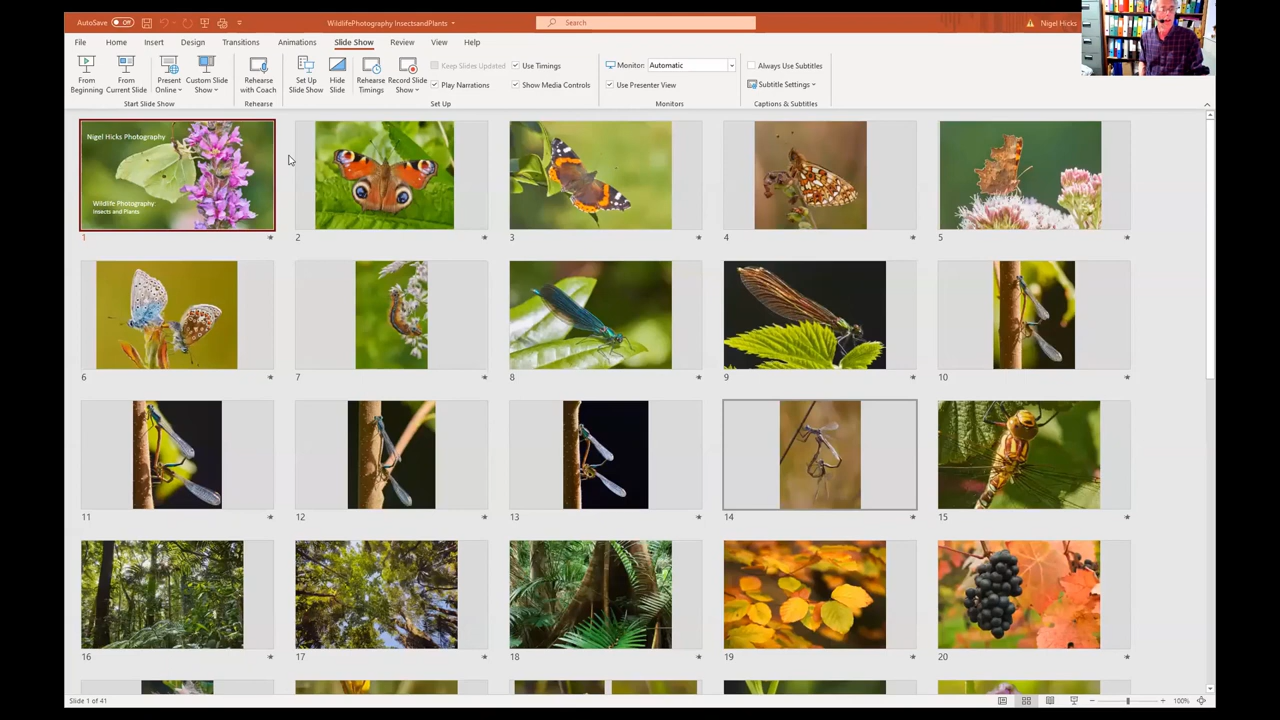 AutoSave Off
WildlifePhotography InsectsandPlants
Search
Nigel Hicks
File Home Insert Design Transitions Animations Slide Show Review View Help
From Beginning
From Current Slide
Present Online
Custom Slide Show
Start Slide Show
Rehearse with Coach
Rehearse
Set Up Slide Show
Hide Slide
Rehearse Timings
Record Slide Show
Keep Slides Updated
Play Narrations
Use Timings
Show Media Controls
Set Up
Monitor: Automatic
Use Presenter View
Monitors
Always Use Subtitles
Subtitle Settings
Captions & Subtitles
Nigel Hicks Photography
Wildlife Photography:
Insects and Plants
1 2 3 4 5
6 7 8 9 10
11 12 13 14 15
16 17 18 19 20
Slide 1 of 41
100%